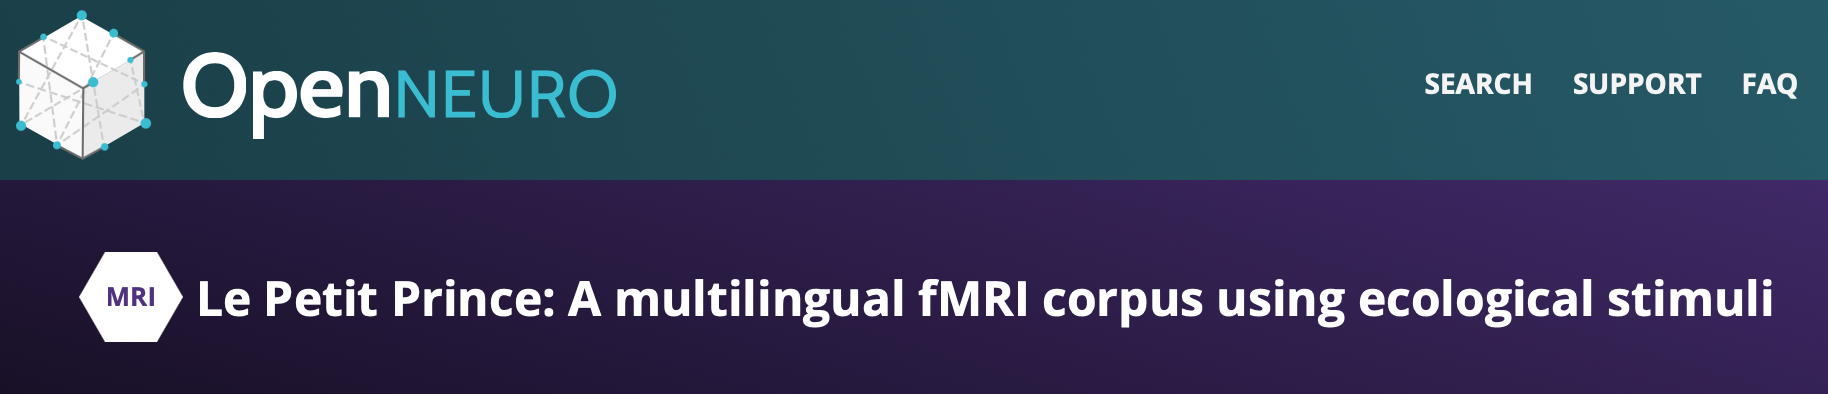 OpenNEURO
SEARCH SUPPORT FAQ
MRI
Le Petit Prince: A multilingual fMRI corpus using ecological stimuli